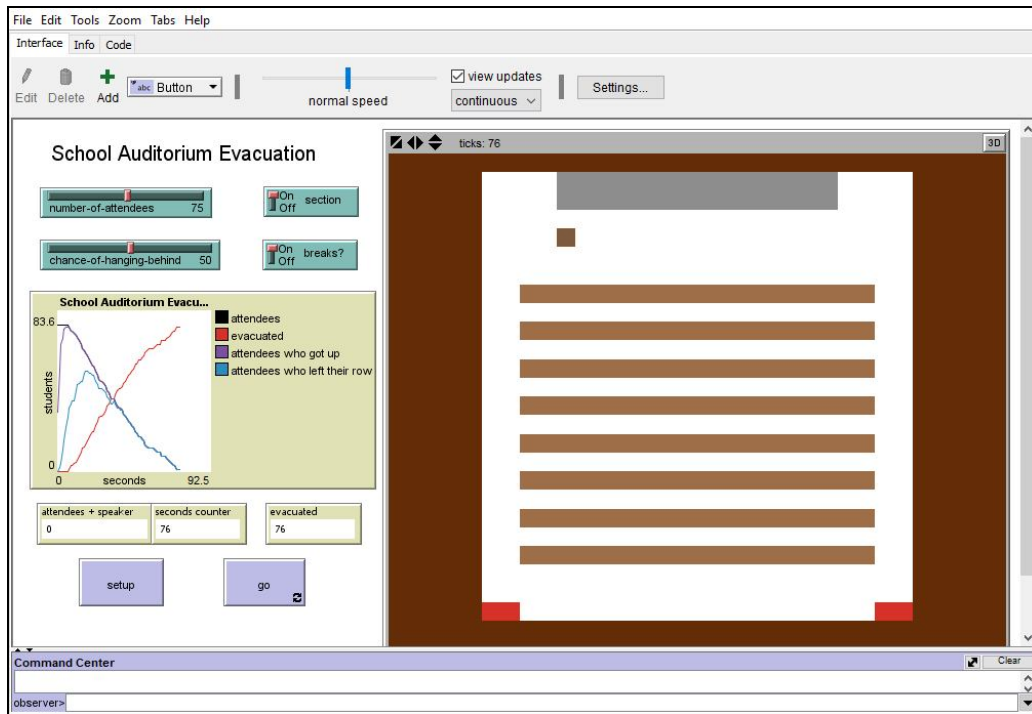 File Edit Tools Zoom Tabs Help
Interface Info Code
Edit Delete Add abc Button normal speed view updates continuous Settings...
School Auditorium Evacuation
ticks: 76 3D
number-of-attendees 75 On Off section
chance-of-hanging-behind 50 On Off breaks?
School Auditorium Evacu...
83.6
students
0
0 seconds 92.5
attendees
evacuated
attendees who got up
attendees who left their row
attendees + speaker seconds counter evacuated
0 76 76
setup go
Command Center Clear
observer>